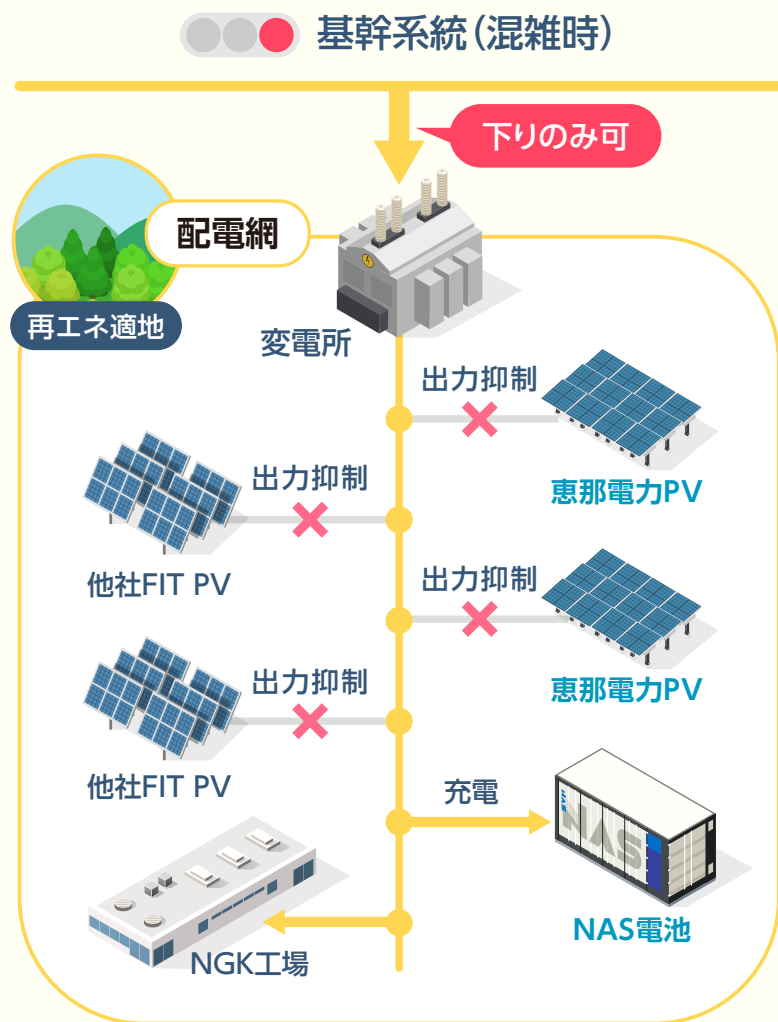 基幹系統（混雑時）
下りのみ可
配電網
再エネ適地
変電所
出力抑制
恵那電力PV
出力抑制
他社FIT PV
出力抑制
恵那電力PV
出力抑制
他社FIT PV
充電
NAS
NAS
NAS電池
NGK工場